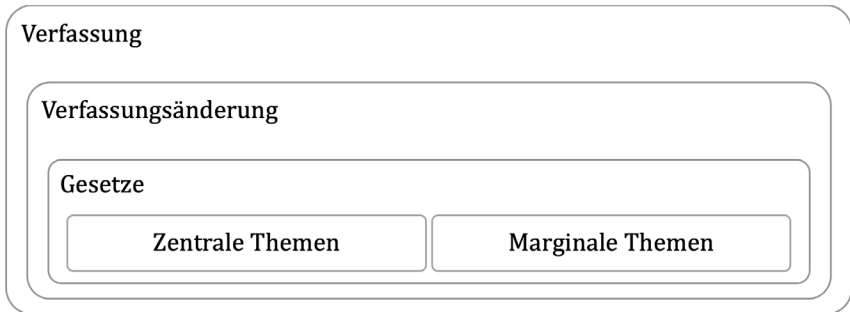 Verfassung
Verfassungsänderung
Gesetze
Zentrale Themen
Marginale Themen